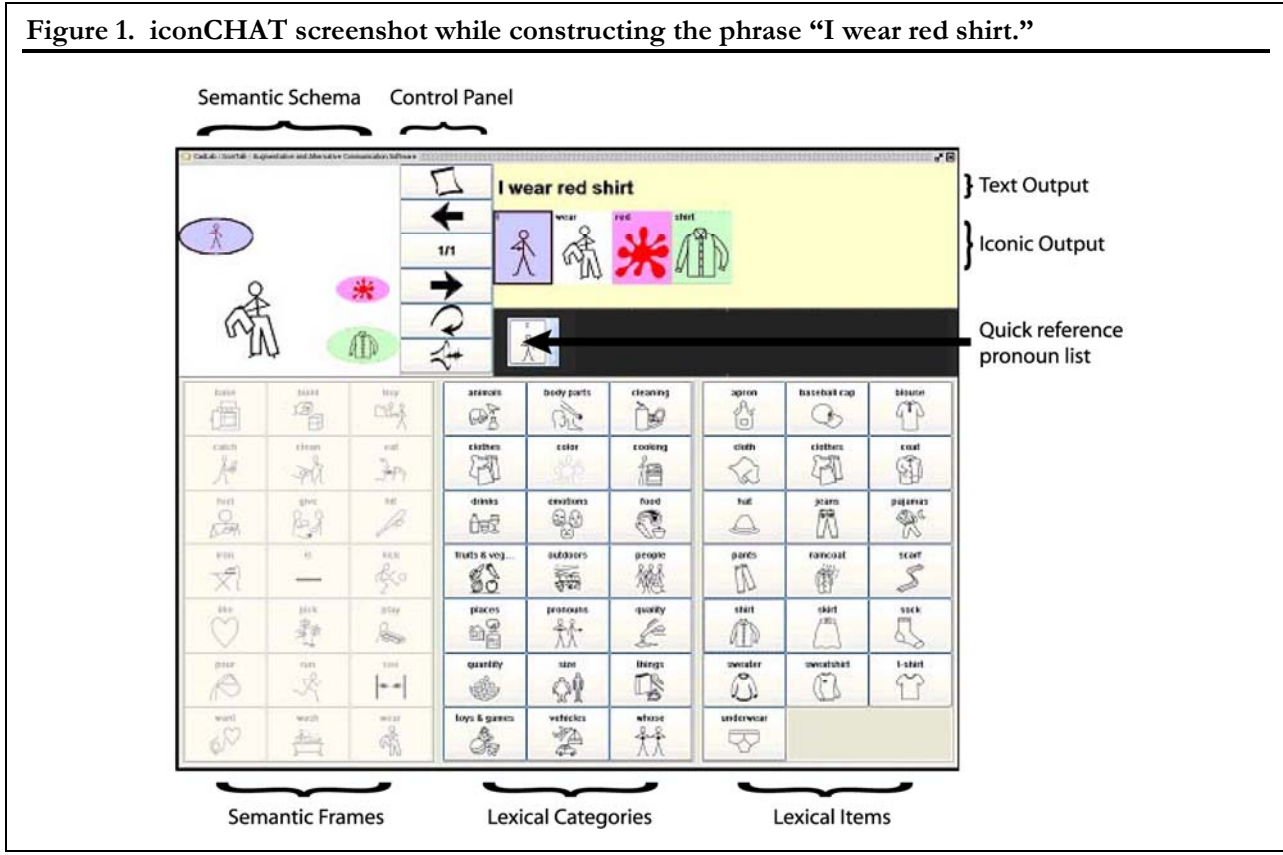 Figure 1. iconCHAT screenshot while constructing the phrase “I wear red shirt.”
Semantic Schema Control Panel
I wear red shirt
Text Output
I wear red shirt
Iconic Output
1/1
Quick reference
pronoun list
bake build buy animals body parts cleaning apron baseball cap blouse
catch clean eat clothes color cooking cloth clothes coat
feel give hit drinks emotions food hat jeans pajamas
iron is kick fruits & veg... outdoors people pants raincoat scarf
like pick play places pronouns quality shirt skirt sock
pour run see quantity size things sweater sweatshirt t-shirt
want wash wear toys & games vehicles whose underwear
Semantic Frames Lexical Categories Lexical Items